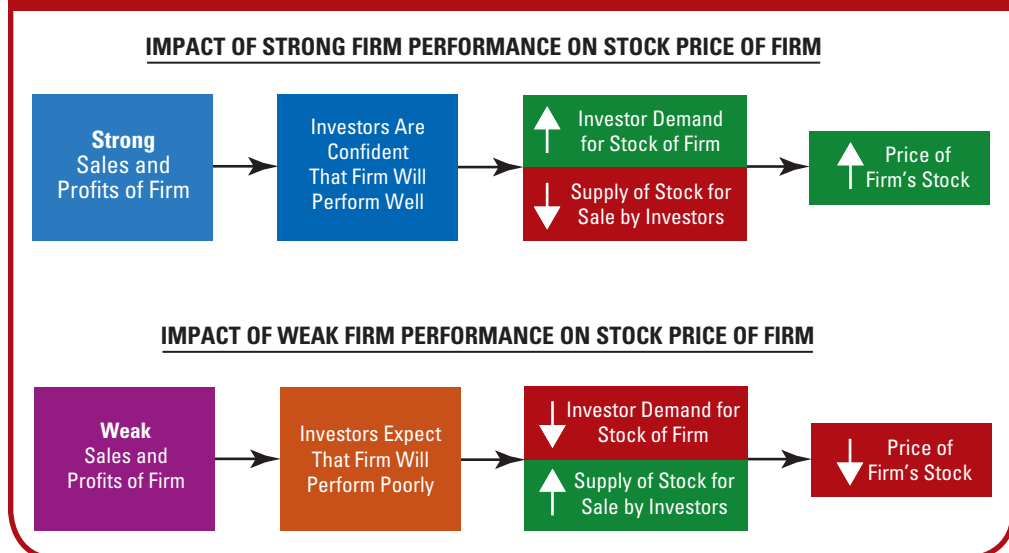 IMPACT OF STRONG FIRM PERFORMANCE ON STOCK PRICE OF FIRM
Strong
Sales and
Profits of Firm
Investors Are
Confident
That Firm Will
Perform Well
Investor Demand
for Stock of Firm
Supply of Stock for
Sale by Investors
Price of
Firm's Stock
IMPACT OF WEAK FIRM PERFORMANCE ON STOCK PRICE OF FIRM
Weak
Sales and
Profits of Firm
Investors Expect
That Firm Will
Perform Poorly
Investor Demand for
Stock of Firm
Supply of Stock for
Sale by Investors
Price of
Firm's Stock